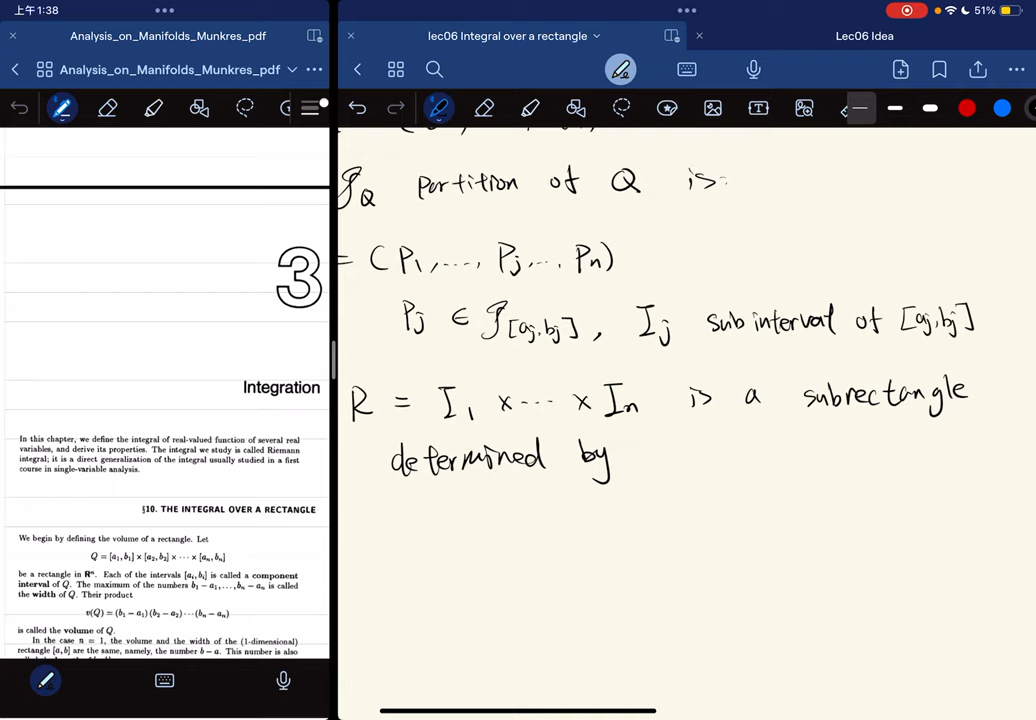 上午1:38
51%
Analysis_on_Manifolds_Munkres_pdf
lec06 Integral over a rectangle
Lec06 Idea
Analysis_on_Manifolds_Munkres_pdf
3
Integration
In this chapter, we define the integral of real-valued function of several real
variables, and derive its properties. The integral we study is called Riemann
integral; it is a direct generalization of the integral usually studied in a first
course in single-variable analysis.
§10. THE INTEGRAL OVER A RECTANGLE
We begin by defining the volume of a rectangle. Let
Q = [a₁, b₁] × [a₂, b₂] × ··· × [aₙ, bₙ]
be a rectangle in Rⁿ. Each of the intervals [aᵢ, bᵢ] is called a component
interval of Q. The maximum of the numbers b₁ − a₁, . . . , bₙ − aₙ is called
the width of Q. Their product
v(Q) = (b₁ − a₁)(b₂ − a₂) ··· (bₙ − aₙ)
is called the volume of Q.
In the case n = 1, the volume and the width of the (1-dimensional)
rectangle [a, b] are the same, namely, the number b − a. This number is also
𝒫_Q partition of Q is
= (P₁, ..., Pⱼ, ... Pₙ)
Pⱼ ∈ 𝒫_[aⱼ,bⱼ] , Iⱼ subinterval of [aⱼ,bⱼ]
R = I₁ × ··· × Iₙ is a subrectangle
determined by